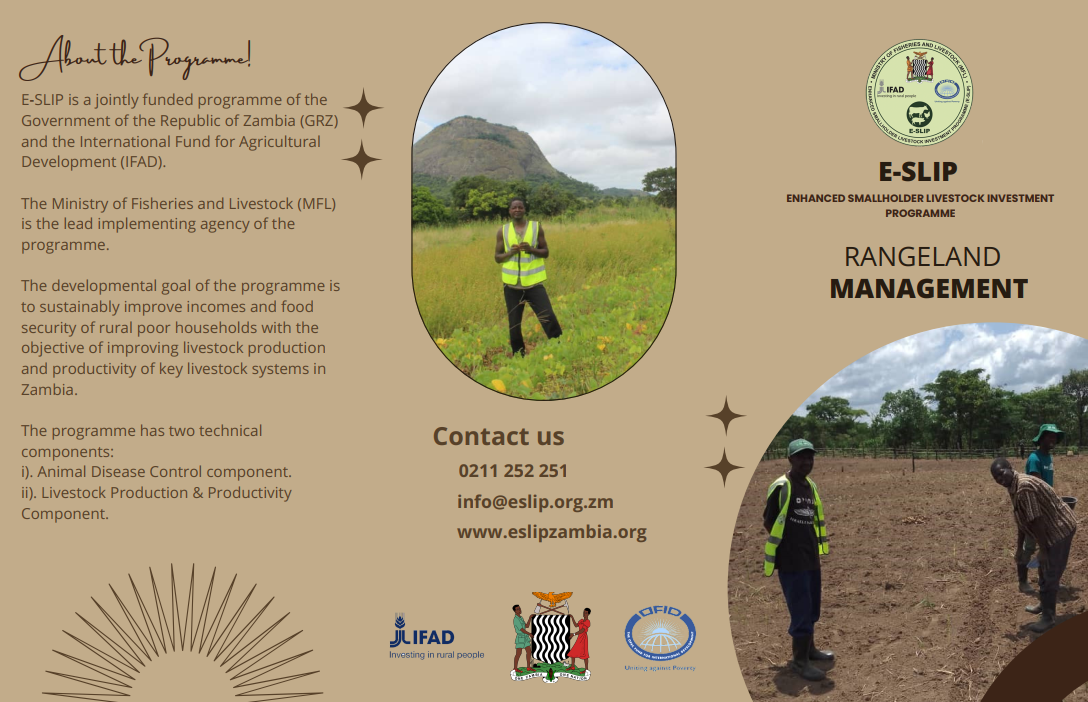 About the Programme!
E-SLIP is a jointly funded programme of the
Government of the Republic of Zambia (GRZ)
and the International Fund for Agricultural
Development (IFAD).
The Ministry of Fisheries and Livestock (MFL)
is the lead implementing agency of the
programme.
The developmental goal of the programme is
to sustainably improve incomes and food
security of rural poor households with the
objective of improving livestock production
and productivity of key livestock systems in
Zambia.
The programme has two technical
components:
i). Animal Disease Control component.
ii). Livestock Production & Productivity
Component.
Contact us
0211 252 251
info@eslip.org.zm
www.eslipzambia.org
IFAD
Investing in rural people
OFID
Uniting against Poverty
MINISTRY OF FISHERIES AND LIVESTOCK (MFL)
IFAD
Investing in rural people
E-SLIP
ENHANCED SMALLHOLDER LIVESTOCK INVESTMENT PROGRAMME (E-SLIP)
E-SLIP
ENHANCED SMALLHOLDER LIVESTOCK INVESTMENT
PROGRAMME
RANGELAND
MANAGEMENT